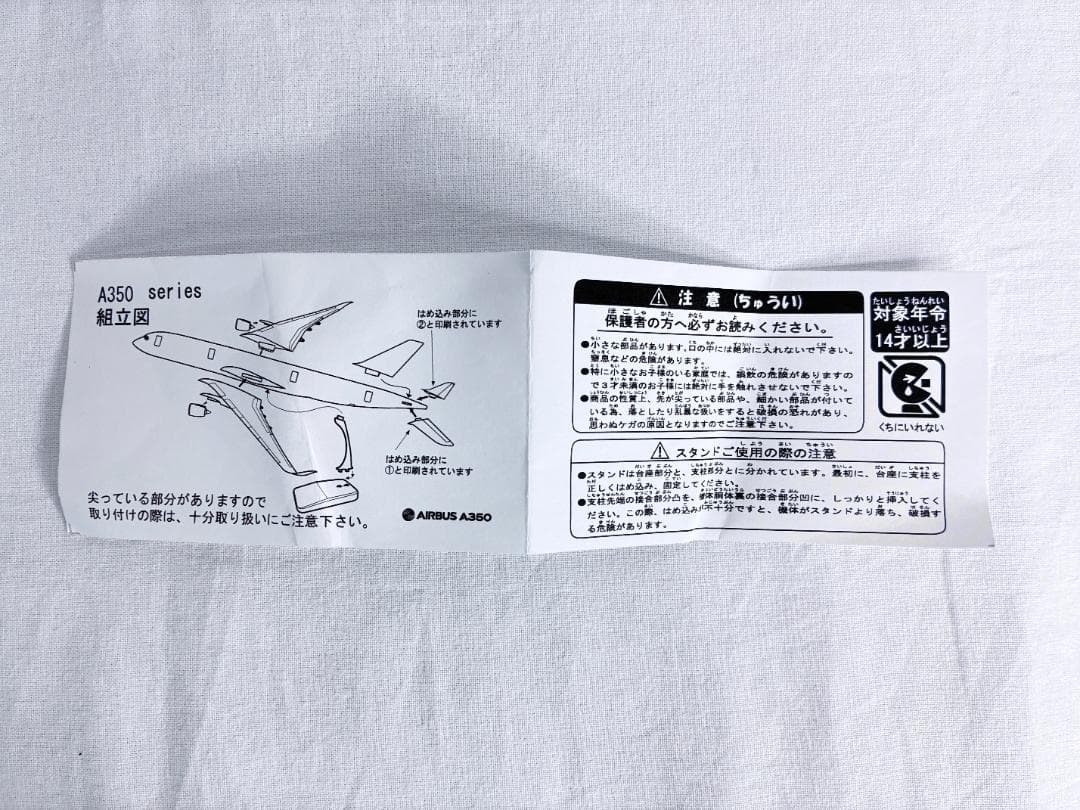 A350 series
組立図
はめ込み部分に
②と印刷されています
はめ込み部分に
①と印刷されています
尖っている部分がありますので
取り付けの際は、十分取り扱いにご注意下さい。
AIRBUS A350
注意(ちゅうい)
保護者の方へ必ずお読みください。
●小さな部品があります。口の中には絶対に入れないで下さい。
窒息などの危険があります。
●特に小さなお子様のいる家庭では、誤飲の危険がありますの
で3才未満のお子様には絶対に手を触れさせないで下さい。
●商品の性質上、先が尖っている部品や、細かい部品が付いて
いる為、落としたり乱暴な扱いをすると破損の恐れがあり、
思わぬケガの原因となりますのでご注意下さい。
たいしょうねんれい
対象年令
さいいじょう
14才以上
くちにいれない
スタンドご使用の際の注意
●スタンドは台座部分と、支柱部分とに分かれています。最初に、台座に支柱を
正しくはめ込み、固定してください。
●支柱先端の接合部分凸を、機体胴体裏の接合部分凹に、しっかりと挿入してく
ださい。この際、はめ込みが不十分ですと、機体がスタンドより落ち、破損す
る危険があります。